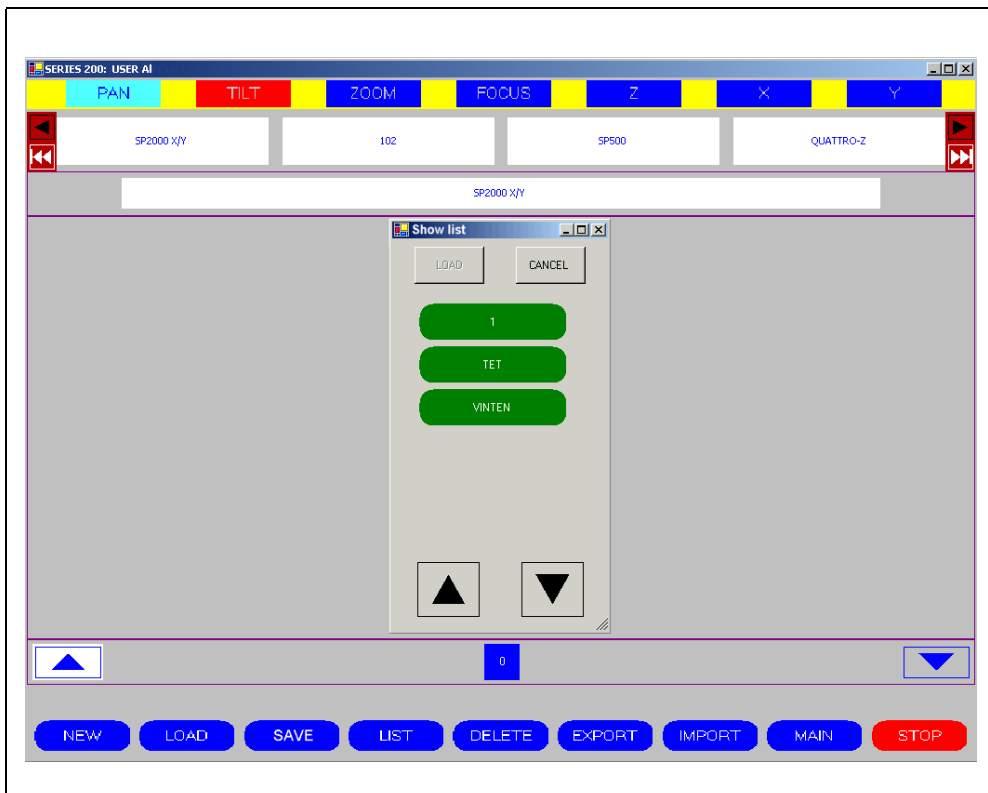 SERIES 200: USER Al
PAN TILT ZOOM FOCUS Z X Y
SP2000 X/Y 102 SP500 QUATTRO-Z
SP2000 X/Y
Show list
LOAD CANCEL
1
TET
VINTEN
0
NEW LOAD SAVE LIST DELETE EXPORT IMPORT MAIN STOP